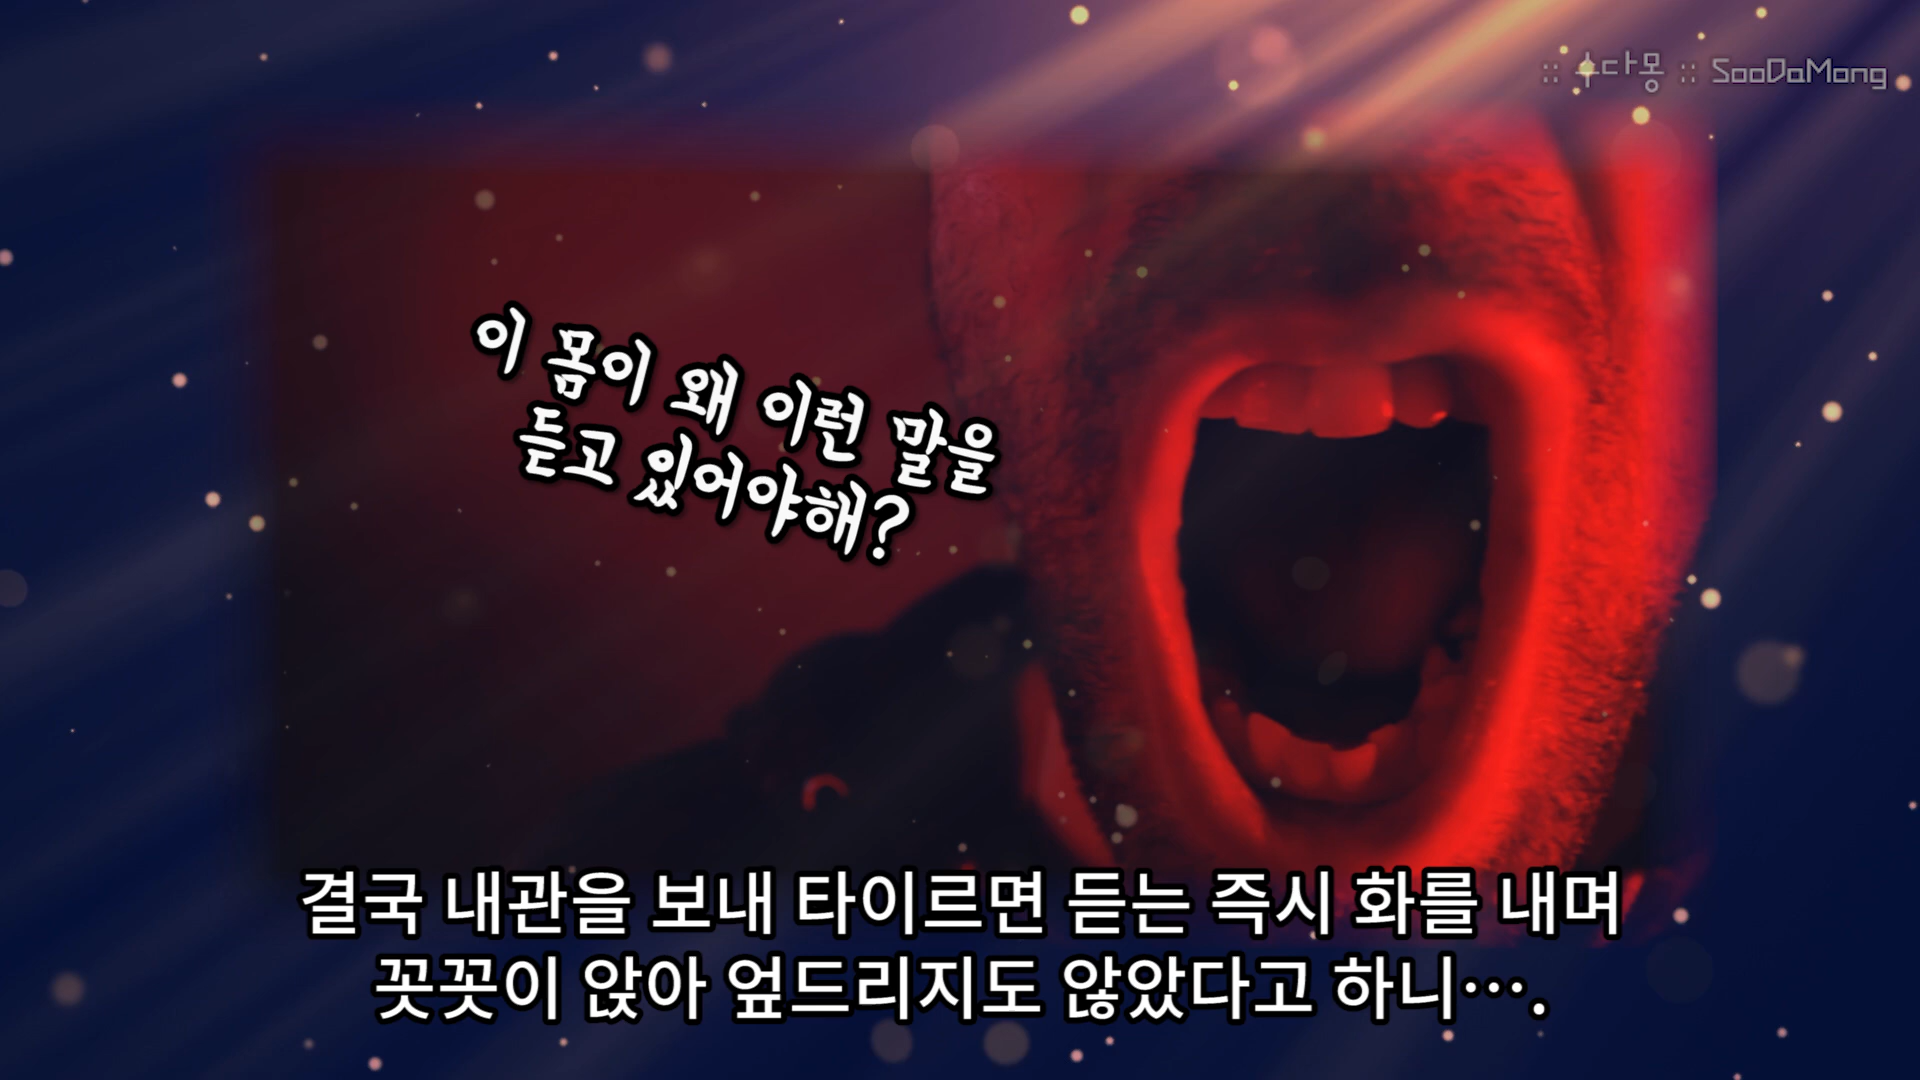 :: 수다몽 :: SooDaMong
이 몸이 왜 이런 말을
듣고 있어야해?
결국 내관을 보내 타이르면 듣는 즉시 화를 내며
꼿꼿이 앉아 엎드리지도 않았다고 하니….